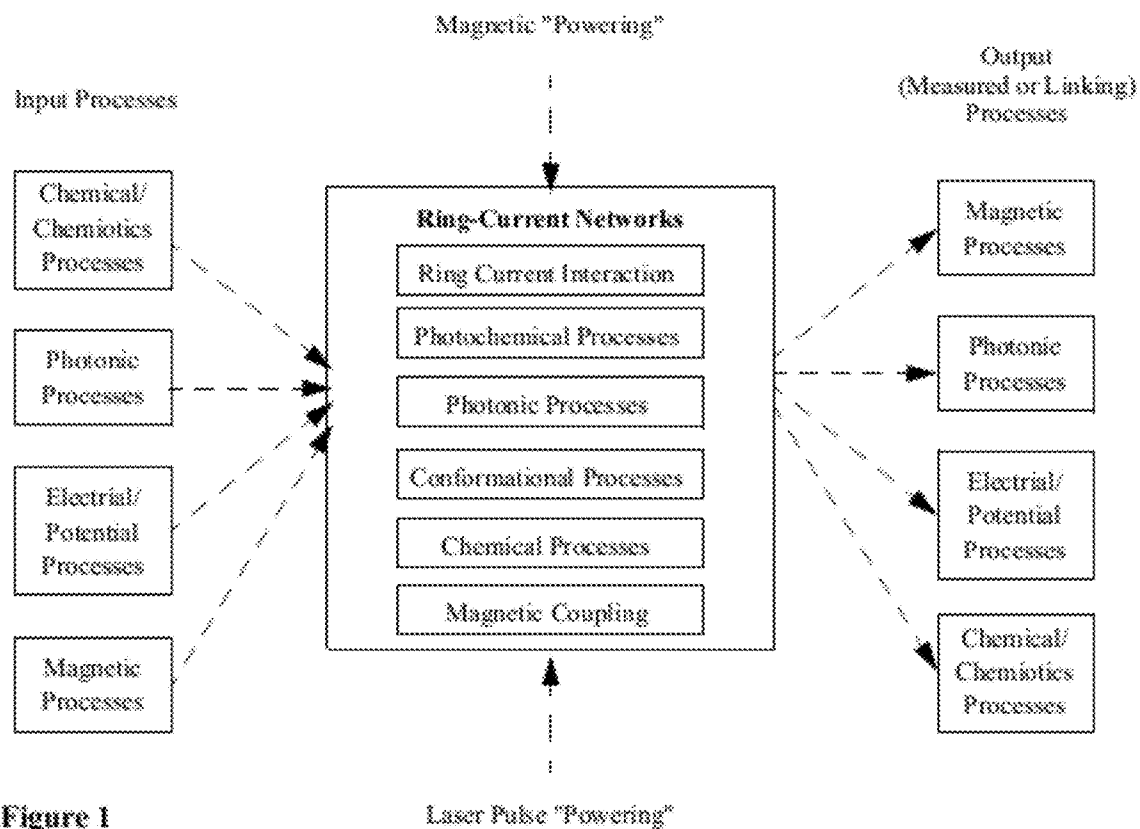 Magnetic "Powering"
Input Processes
Output
(Measured or Linking)
Processes
Chemical/
Chemiotics
Processes
Photonic
Processes
Electrial/
Potential
Processes
Magnetic
Processes
Ring-Current Networks
Ring Current Interaction
Photochemical Processes
Photonic Processes
Conformational Processes
Chemical Processes
Magnetic Coupling
Magnetic
Processes
Photonic
Processes
Electrial/
Potential
Processes
Chemical/
Chemiotics
Processes
Figure 1
Laser Pulse "Powering"